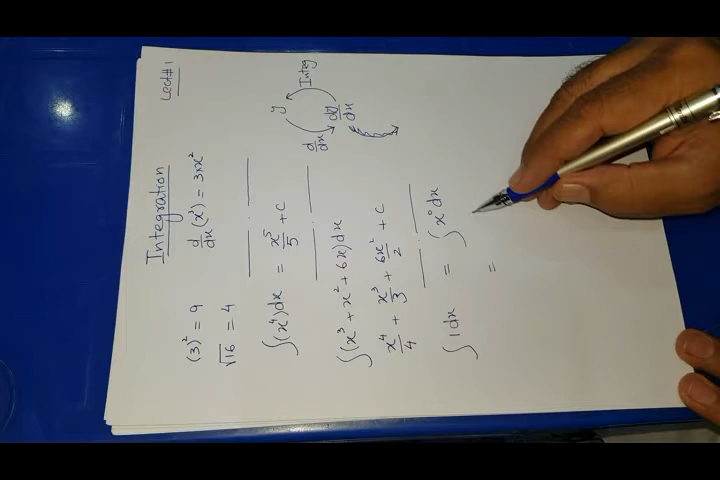 Lect#1
Integration
(3)² = 9
d/dx (x³) = 3xx²
√16 = 4
y
Integ
d/dx
dy/dx
∫(x⁴)dx = x⁵/5 + C
∫(x³ + x² + 6x)dx
x⁴/4 + x³/3 + 6x²/2 + C
∫1dx = ∫x⁰dx
=